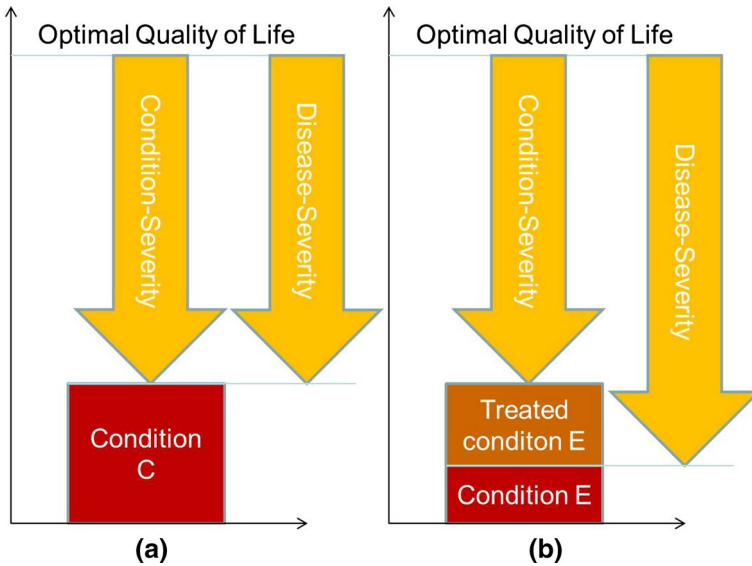 Optimal Quality of Life
Condition-Severity
Disease-Severity
Condition
C
(a)
Optimal Quality of Life
Condition-Severity
Disease-Severity
Treated
conditon E
Condition E
(b)